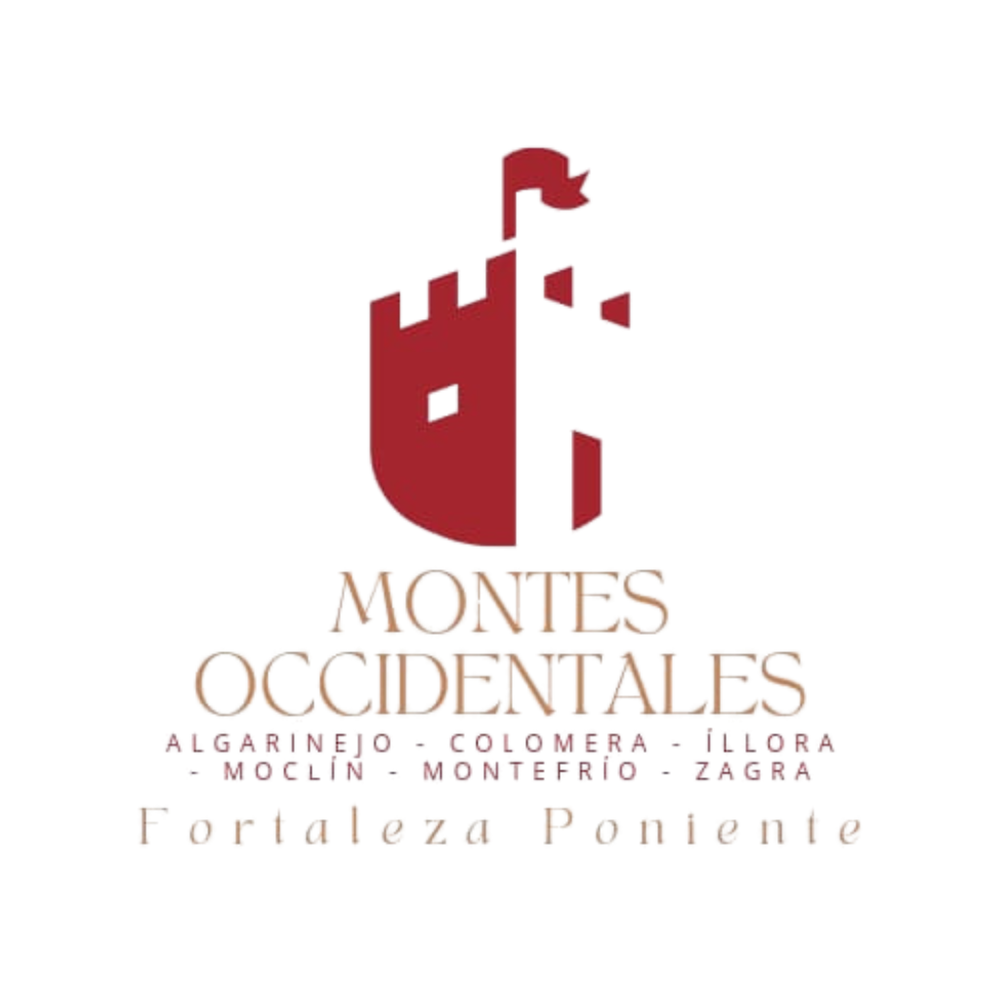 MONTES
OCCIDENTALES
ALGARINEJO - COLOMERA - ÍLLORA
- MOCLÍN - MONTEFRÍO - ZAGRA
Fortaleza Poniente